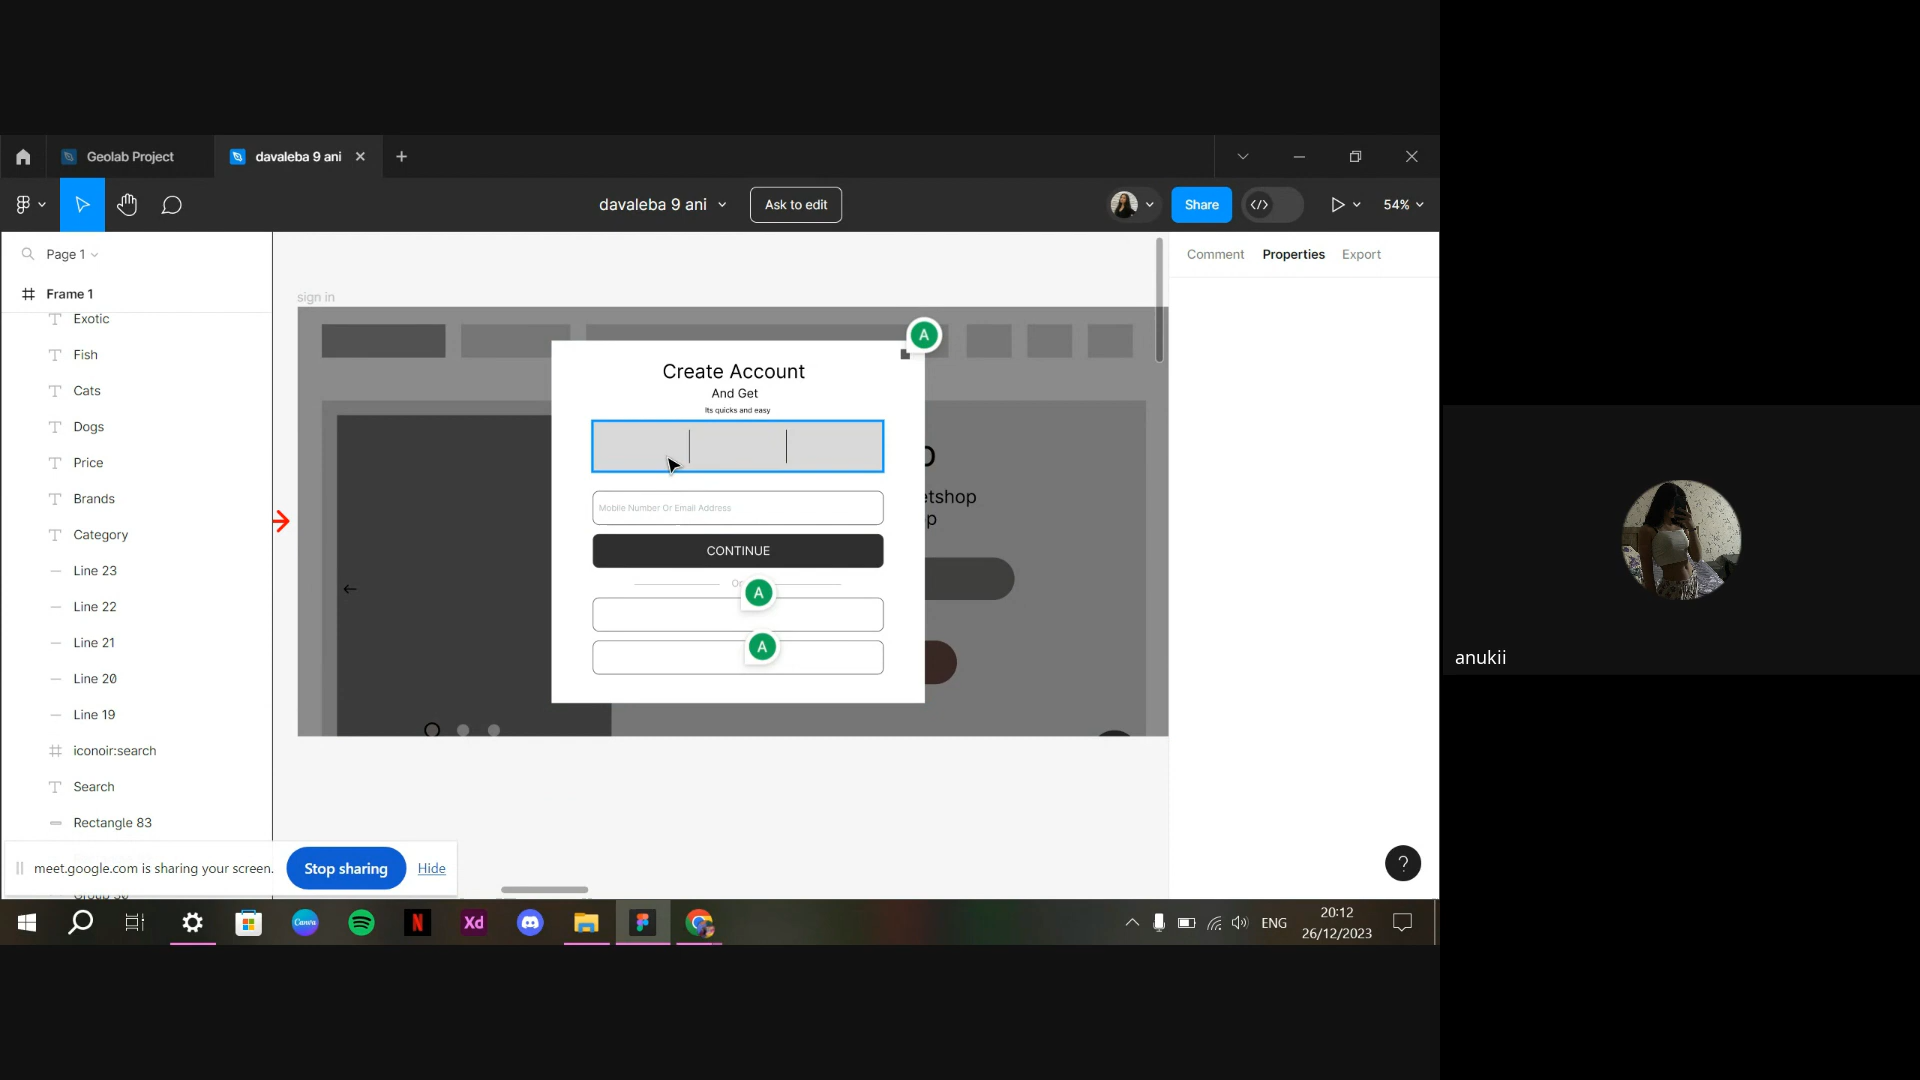 Geolab Project
davaleba 9 ani
davaleba 9 ani
Ask to edit
Share
54%
Page 1
Comment
Properties
Export
Frame 1
sign in
Exotic
Fish
Cats
Dogs
Price
Brands
Category
Line 23
Line 22
Line 21
Line 20
Line 19
iconoir:search
Search
Rectangle 83
A
Create Account
And Get
Its quicks and easy
etshop
p
Mobile Number Or Email Address
CONTINUE
A
A
anukii
meet.google.com is sharing your screen.
Stop sharing
Hide
?
Canva
N
Xd
ENG
20:12
26/12/2023